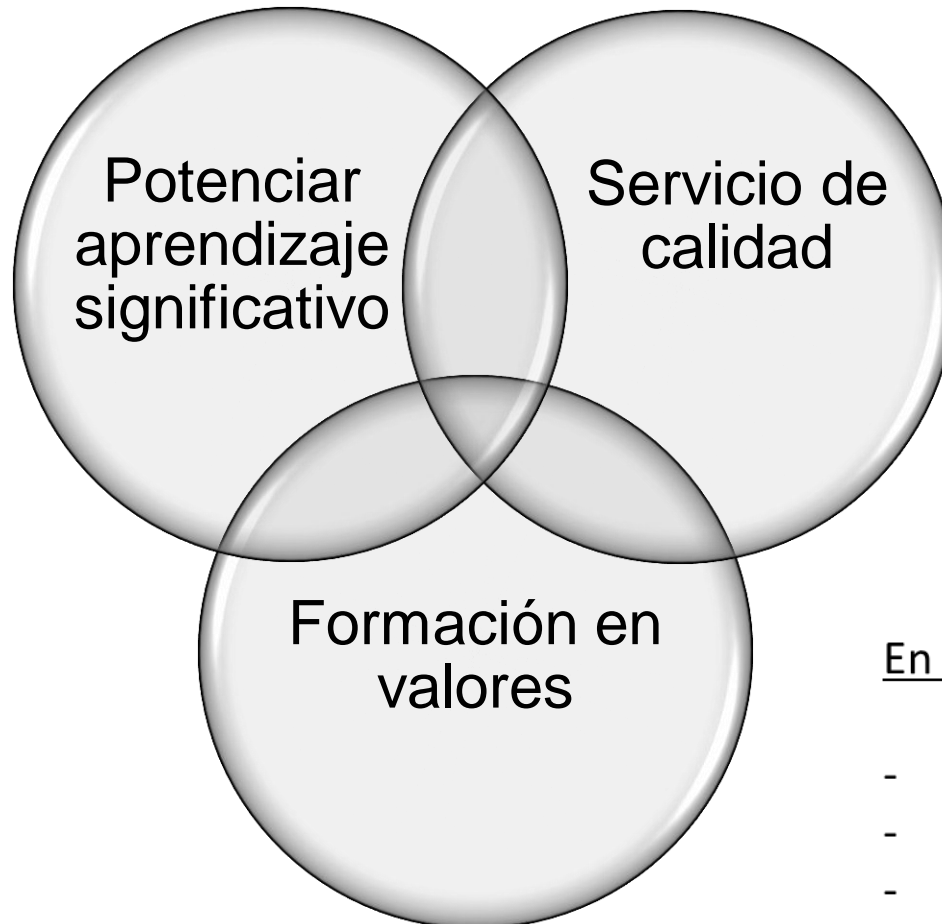 Potenciar
aprendizaje
significativo
Servicio de
calidad
Formación en
valores
En
-
-
-